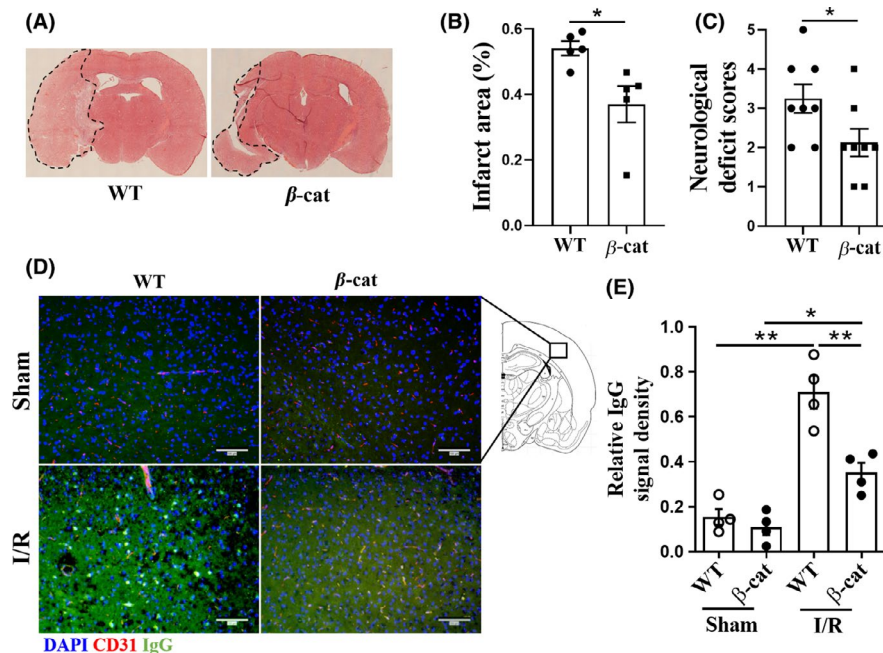 (A)
WT
β-cat
(B)
Infarct area (%)
0.6
0.4
0.2
0.0
*
WT
β-cat
(C)
Neurological
deficit scores
5
4
3
2
1
0
*
WT
β-cat
(D)
WT
β-cat
Sham
I/R
DAPI CD31 IgG
(E)
Relative IgG
signal density
1.0
0.8
0.6
0.4
0.2
0.0
*
**
**
WT
β-cat
WT
β-cat
Sham
I/R